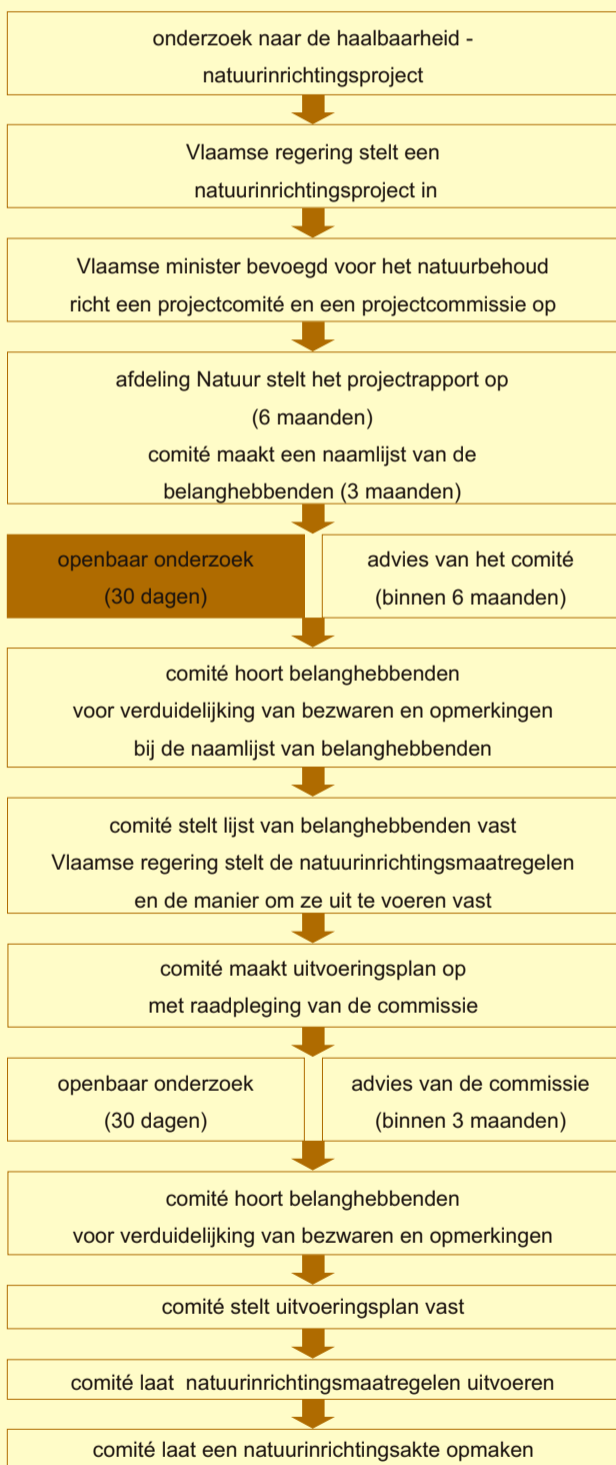 onderzoek naar de haalbaarheid -
natuurinrichtingsproject
Vlaamse regering stelt een
natuurinrichtingsproject in
Vlaamse minister bevoegd voor het natuurbehoud
richt een projectcomité en een projectcommissie op
afdeling Natuur stelt het projectrapport op
(6 maanden)
comité maakt een naamlijst van de
belanghebbenden (3 maanden)
openbaar onderzoek
(30 dagen)
advies van het comité
(binnen 6 maanden)
comité hoort belanghebbenden
voor verduidelijking van bezwaren en opmerkingen
bij de naamlijst van belanghebbenden
comité stelt lijst van belanghebbenden vast
Vlaamse regering stelt de natuurinrichtingsmaatregelen
en de manier om ze uit te voeren vast
comité maakt uitvoeringsplan op
met raadpleging van de commissie
openbaar onderzoek
(30 dagen)
advies van de commissie
(binnen 3 maanden)
comité hoort belanghebbenden
voor verduidelijking van bezwaren en opmerkingen
comité stelt uitvoeringsplan vast
comité laat natuurinrichtingsmaatregelen uitvoeren
comité laat een natuurinrichtingsakte opmaken